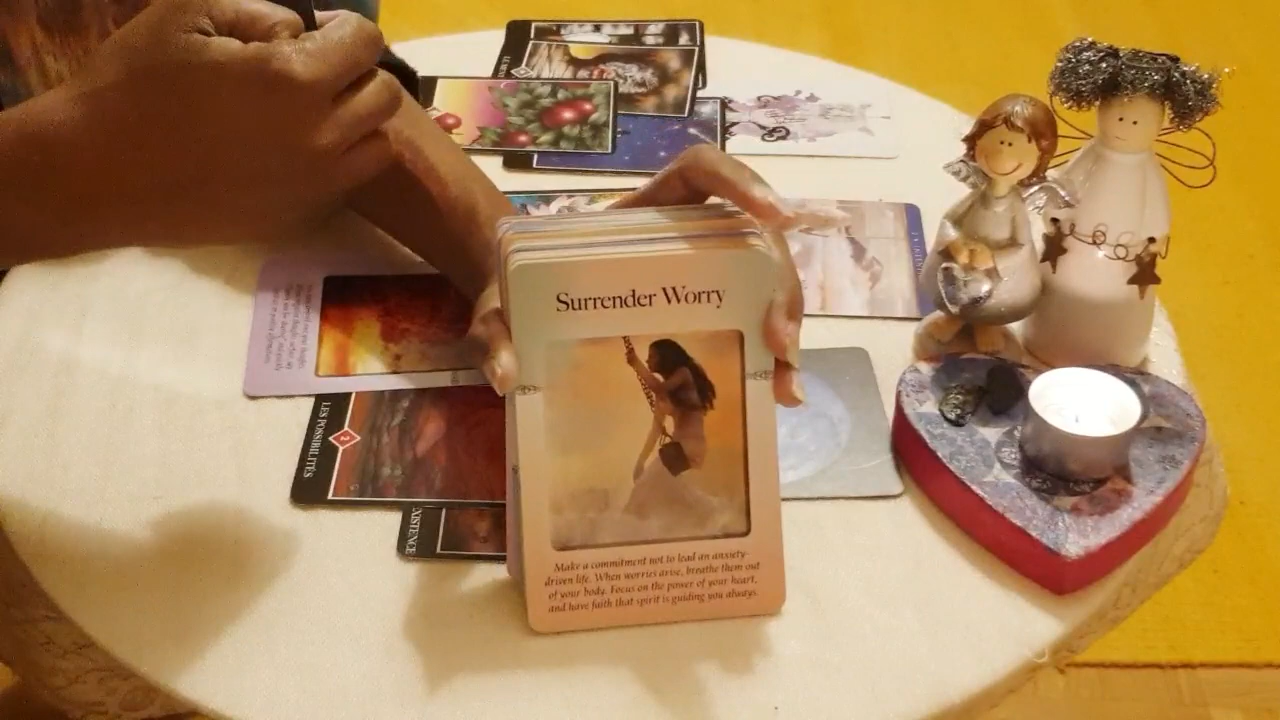 Surrender Worry
Make a commitment not to lead an anxiety-
driven life. When worries arise, breathe them out
of your body. Focus on the power of your heart,
and have faith that spirit is guiding you always.
LES POSSIBILITÉS
2